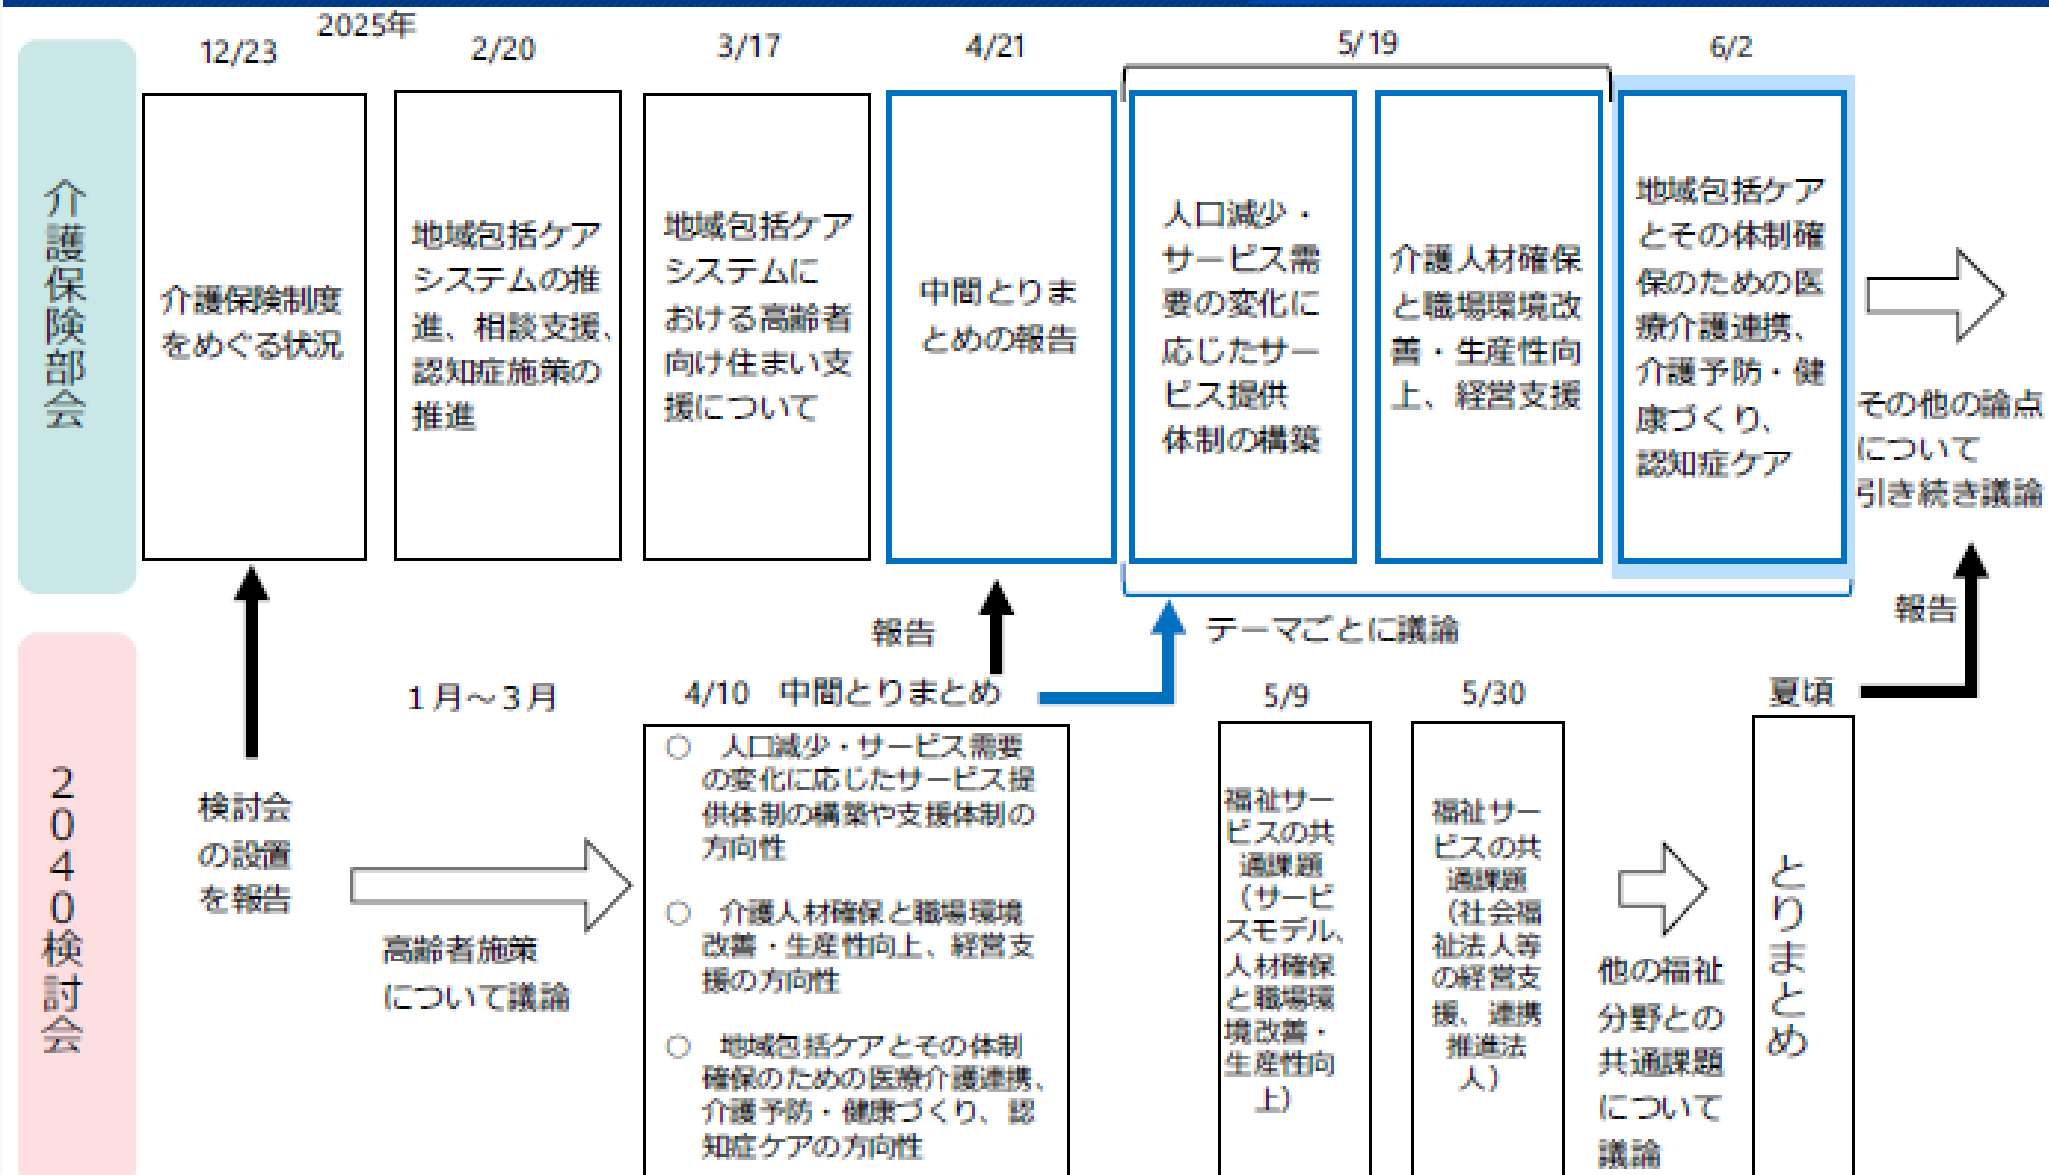 2025年
12/23
2/20
3/17
4/21
5/19
6/2
介護保険部会
介護保険制度
をめぐる状況
地域包括ケア
システムの推
進、相談支援、
認知症施策の
推進
地域包括ケア
システムに
おける高齢者
向け住まい支
援について
中間とりま
とめの報告
人口減少・
サービス需
要の変化に
応じたサー
ビス提供
体制の構築
介護人材確保
と職場環境改
善・生産性向
上、経営支援
地域包括ケア
とその体制確
保のための医
療介護連携、
介護予防・健
康づくり、
認知症ケア
その他の論点
について
引き続き議論
報告
テーマごとに議論
報告
2040検討会
検討会
の設置
を報告
1月～3月
高齢者施策
について議論
4/10 中間とりまとめ
○ 人口減少・サービス需要
の変化に応じたサービス提
供体制の構築や支援体制の
方向性
○ 介護人材確保と職場環境
改善・生産性向上、経営支
援の方向性
○ 地域包括ケアとその体制
確保のための医療介護連携、
介護予防・健康づくり、認
知症ケアの方向性
5/9
福祉サー
ビスの共
通課題
（サービ
スモデル、
人材確保
と職場環
境改善・
生産性向
上）
5/30
福祉サー
ビスの共
通課題
（社会福
祉法人等
の経営支
援、連携
推進法
人）
他の福祉
分野との
共通課題
について
議論
夏頃
とりまとめ